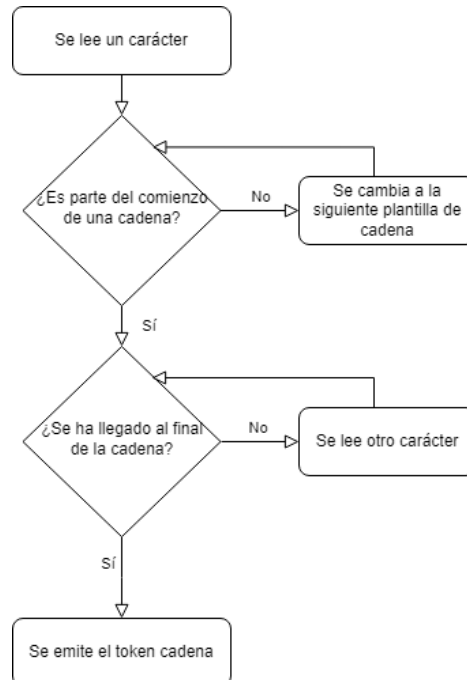 Se lee un carácter
¿Es parte del comienzo
de una cadena?
No
Se cambia a la
siguiente plantilla de
cadena
Sí
¿Se ha llegado al final
de la cadena?
No
Se lee otro carácter
Sí
Se emite el token cadena